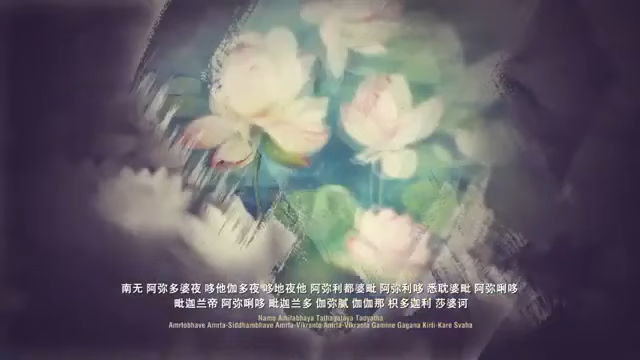 南无 阿弥多婆夜 哆他伽多夜 哆地夜他 阿弥利都婆毗 阿弥利哆 悉耽婆毗 阿弥唎哆
毗迦兰帝 阿弥唎哆 毗迦兰多 伽弥腻 伽伽那 枳多迦利 莎婆诃
Namo Amitabhaya Tathagataya Tadyatha
Amrtobhave Amrta-Siddhambhave Amrta-Vikrante Amrta-Vikranta Gamine Gagana Kirti-Kare Svaha